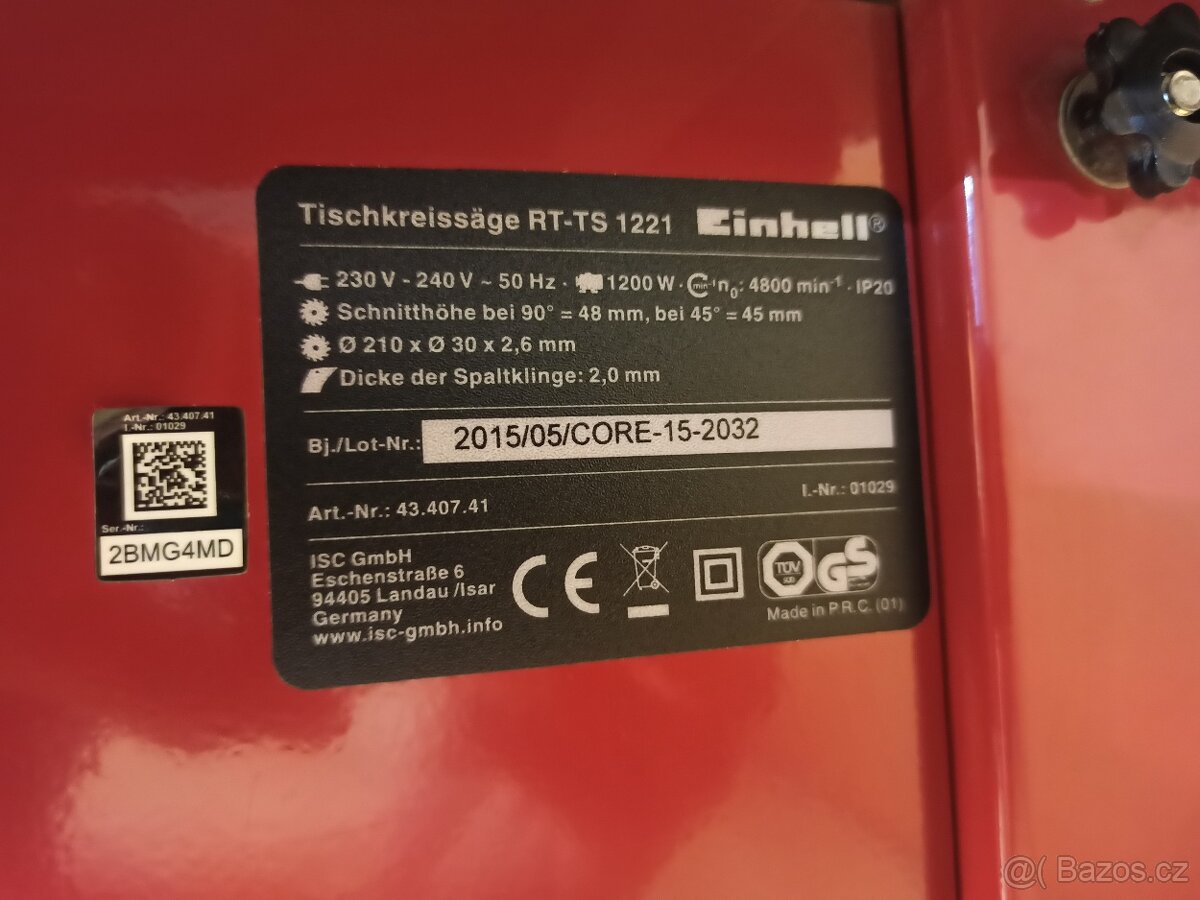 Tischkreissäge RT-TS 1221 Einhell®
230 V - 240 V ~ 50 Hz · 1200 W · min⁻¹ n₀: 4800 min⁻¹ · IP20
Schnitthöhe bei 90° = 48 mm, bei 45° = 45 mm
Ø 210 x Ø 30 x 2,6 mm
Dicke der Spaltklinge: 2,0 mm
Bj./Lot-Nr.: 2015/05/CORE-15-2032
Art.-Nr.: 43.407.41 I.-Nr.: 01029
ISC GmbH
Eschenstraße 6
94405 Landau /Isar
Germany
www.isc-gmbh.info
CE
TÜV SÜD GS
Made in P.R.C. (01)
Art.-Nr.: 43.407.41
I.-Nr.: 01029
Ser.-Nr.:
2BMG4MD
@( Bazos.cz